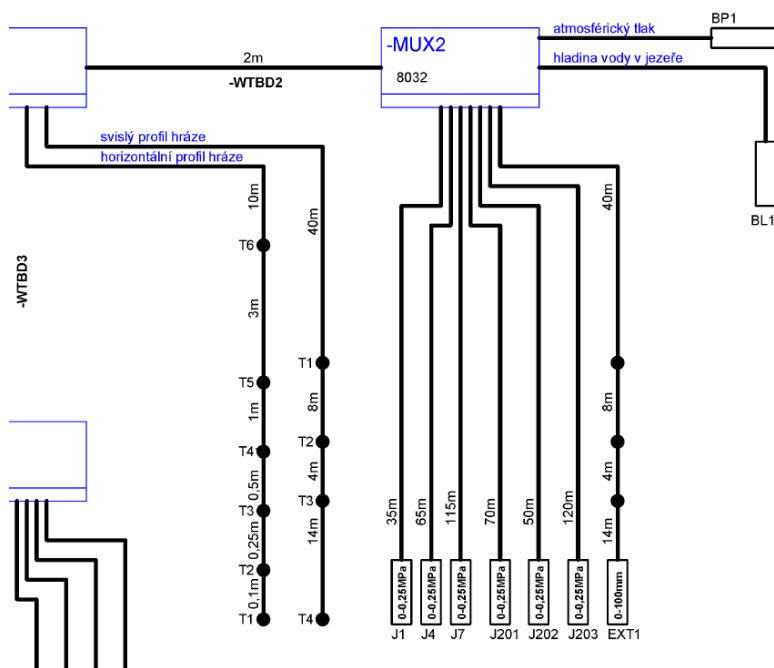 atmosférický tlak
BP1
-MUX2
8032
2m
-WTBD2
hladina vody v jezeře
BL1
svislý profil hráze
horizontální profil hráze
-WTBD3
10m
T6
3m
T5
1m
T4
0,5m
T3
0,25m
T2
0,1m
T1
40m
T1
8m
T2
4m
T3
14m
T4
35m
65m
115m
70m
50m
120m
40m
8m
4m
14m
0-0,25MPa
0-0,25MPa
0-0,25MPa
0-0,25MPa
0-0,25MPa
0-0,25MPa
0-100mm
J1
J4
J7
J201
J202
J203
EXT1